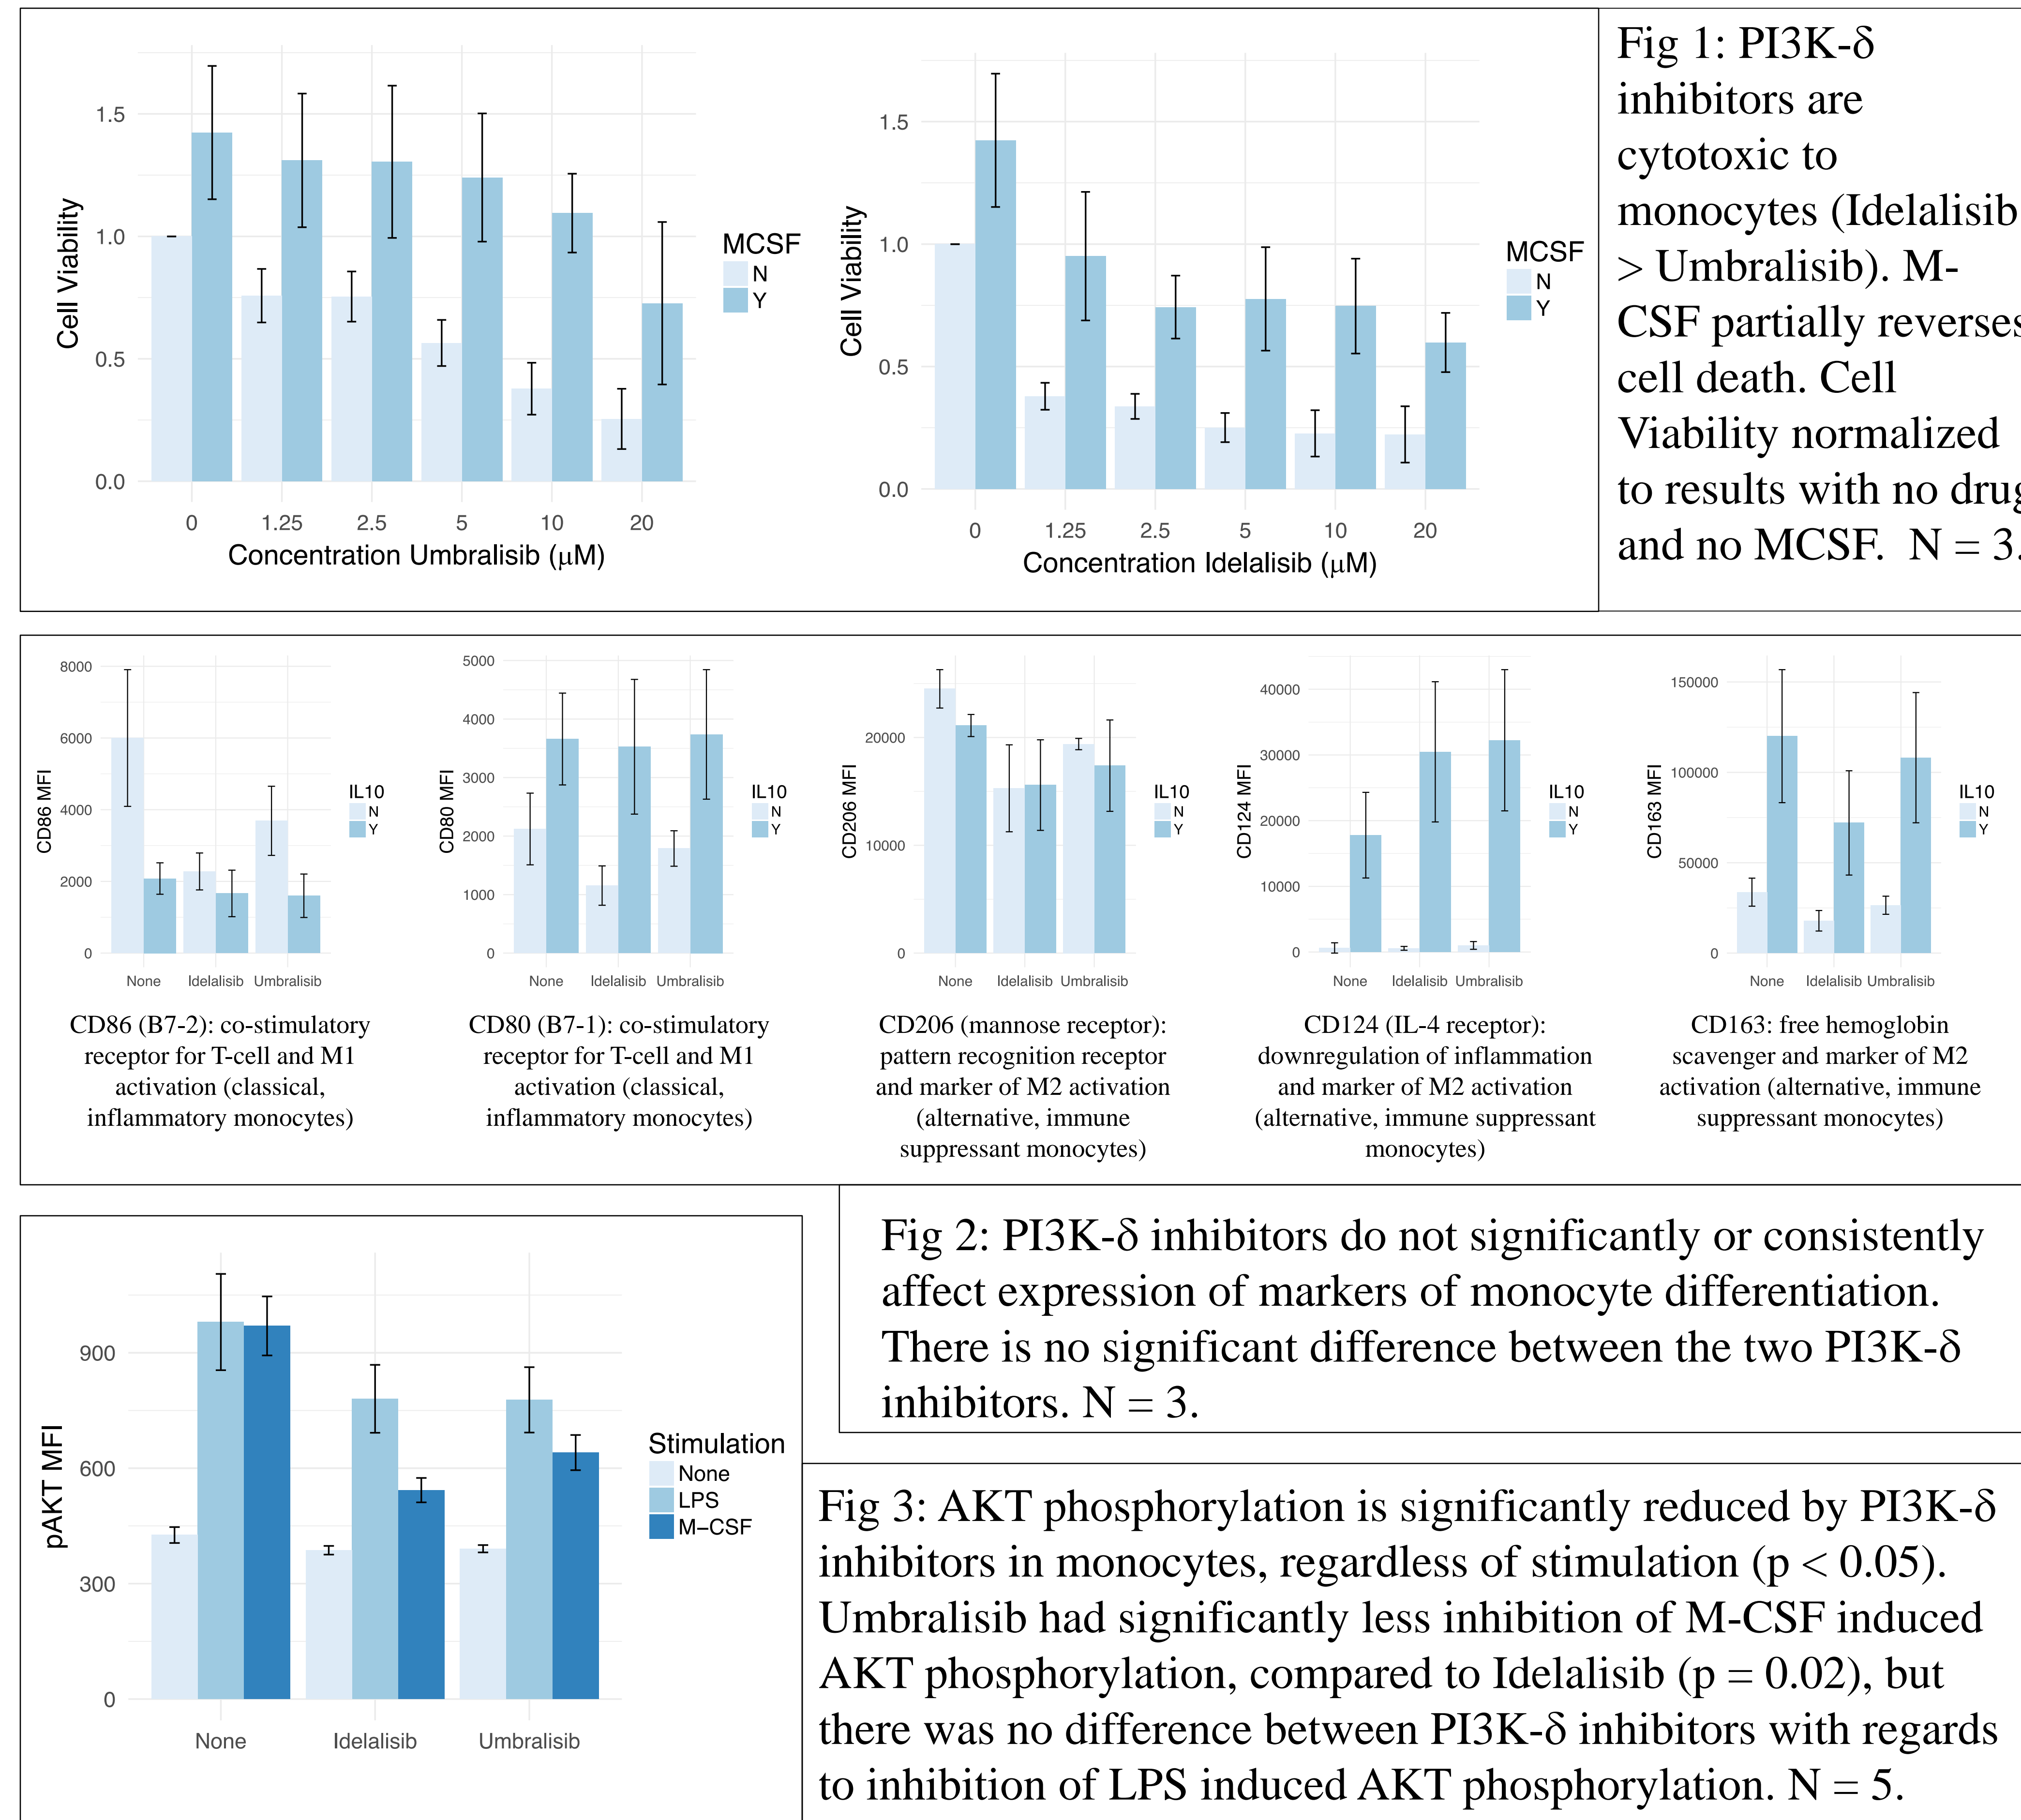 1.5
1.0
0.5
0.0
Cell Viability
0 1.25 2.5 5 10 20
Concentration Umbralisib (μM)
MCSF
N
Y
1.5
1.0
0.5
0.0
Cell Viability
0 1.25 2.5 5 10 20
Concentration Idelalisib (μM)
MCSF
N
Y
Fig 1: PI3K-δ
inhibitors are
cytotoxic to
monocytes (Idelalisib
> Umbralisib). M-
CSF partially reverses
cell death. Cell
Viability normalized
to results with no drug
and no MCSF. N = 3.
8000
6000
4000
2000
0
CD86 MFI
None Idelalisib Umbralisib
IL10
N
Y
CD86 (B7-2): co-stimulatory
receptor for T-cell and M1
activation (classical,
inflammatory monocytes)
5000
4000
3000
2000
1000
0
CD80 MFI
None Idelalisib Umbralisib
IL10
N
Y
CD80 (B7-1): co-stimulatory
receptor for T-cell and M1
activation (classical,
inflammatory monocytes)
20000
10000
0
CD206 MFI
None Idelalisib Umbralisib
IL10
N
Y
CD206 (mannose receptor):
pattern recognition receptor
and marker of M2 activation
(alternative, immune
suppressant monocytes)
40000
30000
20000
10000
0
CD124 MFI
None Idelalisib Umbralisib
IL10
N
Y
CD124 (IL-4 receptor):
downregulation of inflammation
and marker of M2 activation
(alternative, immune suppressant
monocytes)
150000
100000
50000
0
CD163 MFI
None Idelalisib Umbralisib
IL10
N
Y
CD163: free hemoglobin
scavenger and marker of M2
activation (alternative, immune
suppressant monocytes)
Fig 2: PI3K-δ inhibitors do not significantly or consistently
affect expression of markers of monocyte differentiation.
There is no significant difference between the two PI3K-δ
inhibitors. N = 3.
900
600
300
0
pAKT MFI
None Idelalisib Umbralisib
Stimulation
None
LPS
M−CSF
Fig 3: AKT phosphorylation is significantly reduced by PI3K-δ
inhibitors in monocytes, regardless of stimulation (p < 0.05).
Umbralisib had significantly less inhibition of M-CSF induced
AKT phosphorylation, compared to Idelalisib (p = 0.02), but
there was no difference between PI3K-δ inhibitors with regards
to inhibition of LPS induced AKT phosphorylation. N = 5.